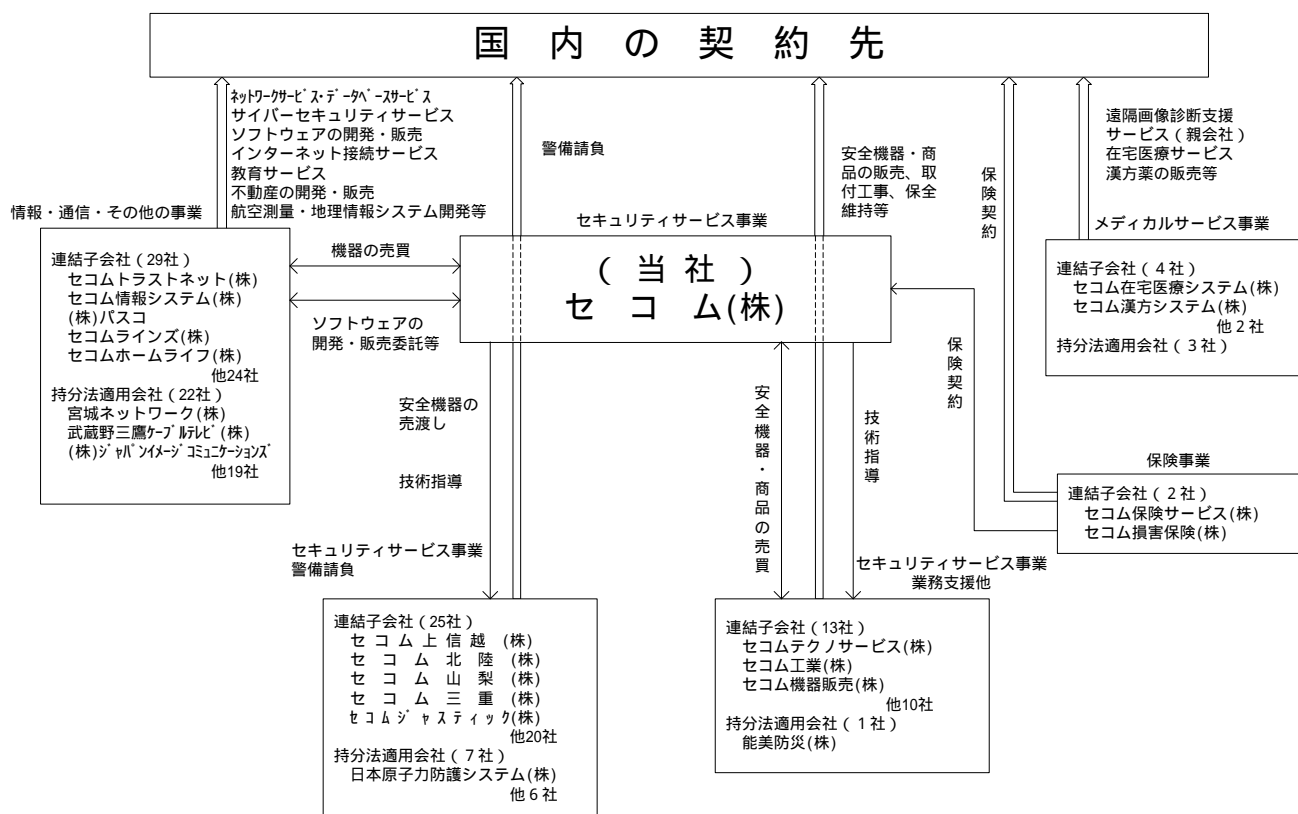 国内の契約先
ネットワークサービス・データベースサービス
サイバーセキュリティサービス
ソフトウェアの開発・販売
インターネット接続サービス
教育サービス
不動産の開発・販売
航空測量・地理情報システム開発等
警備請負
安全機器・商
品の販売、取
付工事、保全
維持等
保険契約
遠隔画像診断支援
サービス(親会社)
在宅医療サービス
漢方薬の販売等
情報・通信・その他の事業
連結子会社(29社)
セコムトラストネット(株)
セコム情報システム(株)
(株)パスコ
セコムラインズ(株)
セコムホームライフ(株)
他24社
持分法適用会社(22社)
宮城ネットワーク(株)
武蔵野三鷹ケーブルテレビ(株)
(株)ジャパンイメージコミュニケーションズ
他19社
機器の売買
ソフトウェアの
開発・販売委託等
セキュリティサービス事業
(当社)
セコム(株)
メディカルサービス事業
連結子会社(4社)
セコム在宅医療システム(株)
セコム漢方システム(株)
他2社
持分法適用会社(3社)
安全機器の
売渡し
技術指導
安全機器・商品の売買
技術指導
保険契約
保険事業
連結子会社(2社)
セコム保険サービス(株)
セコム損害保険(株)
セキュリティサービス事業
警備請負
連結子会社(25社)
セコム上信越(株)
セコム北陸(株)
セコム山梨(株)
セコム三重(株)
セコムジャスティック(株)
他20社
持分法適用会社(7社)
日本原子力防護システム(株)
他6社
セキュリティサービス事業
業務支援他
連結子会社(13社)
セコムテクノサービス(株)
セコム工業(株)
セコム機器販売(株)
他10社
持分法適用会社(1社)
能美防災(株)